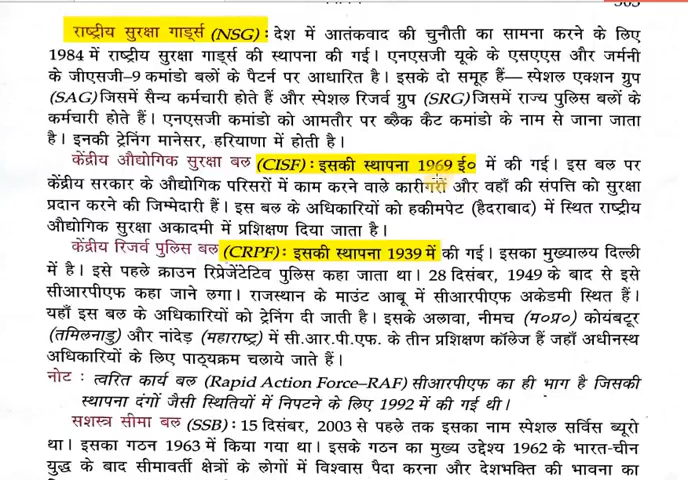 राष्ट्रीय सुरक्षा गार्ड्स (NSG) : देश में आतंकवाद की चुनौती का सामना करने के लिए
1984 में राष्ट्रीय सुरक्षा गार्ड्स की स्थापना की गई। एनएसजी यूके के एसएएस और जर्मनी
के जीएसजी–9 कमांडो बलों के पैटर्न पर आधारित है। इसके दो समूह हैं— स्पेशल एक्शन ग्रुप
(SAG) जिसमें सैन्य कर्मचारी होते हैं और स्पेशल रिजर्व ग्रुप (SRG) जिसमें राज्य पुलिस बलों के
कर्मचारी होते हैं। एनएसजी कमांडो को आमतौर पर ब्लैक कैट कमांडो के नाम से जाना जाता
है। इनकी ट्रेनिंग मानेसर, हरियाणा में होती है।
केंद्रीय औद्योगिक सुरक्षा बल (CISF) : इसकी स्थापना 1969 ई० में की गई। इस बल पर
केंद्रीय सरकार के औद्योगिक परिसरों में काम करने वाले कारीगरों और वहाँ की संपत्ति को सुरक्षा
प्रदान करने की जिम्मेदारी हैं। इस बल के अधिकारियों को हकीमपेट (हैदराबाद) में स्थित राष्ट्रीय
औद्योगिक सुरक्षा अकादमी में प्रशिक्षण दिया जाता है।
केंद्रीय रिजर्व पुलिस बल (CRPF) : इसकी स्थापना 1939 में की गई। इसका मुख्यालय दिल्ली
में है। इसे पहले क्राउन रिप्रेजेंटेटिव पुलिस कहा जाता था। 28 दिसंबर, 1949 के बाद से इसे
सीआरपीएफ कहा जाने लगा। राजस्थान के माउंट आबू में सीआरपीएफ अकेडमी स्थित हैं।
यहाँ इस बल के अधिकारियों को ट्रेनिंग दी जाती है। इसके अलावा, नीमच (म०प्र०) कोयंबटूर
(तमिलनाडु) और नांदेड़ (महाराष्ट्र) में सी.आर.पी.एफ. के तीन प्रशिक्षण कॉलेज हैं जहाँ अधीनस्थ
अधिकारियों के लिए पाठ्यक्रम चलाये जाते हैं।
नोट : त्वरित कार्य बल (Rapid Action Force–RAF) सीआरपीएफ का ही भाग है जिसकी
स्थापना दंगों जैसी स्थितियों में निपटने के लिए 1992 में की गई थी।
सशस्त्र सीमा बल (SSB) : 15 दिसंबर, 2003 से पहले तक इसका नाम स्पेशल सर्विस ब्यूरो
था। इसका गठन 1963 में किया गया था। इसके गठन का मुख्य उद्देश्य 1962 के भारत-चीन
युद्ध के बाद सीमावर्ती क्षेत्रों के लोगों में विश्वास पैदा करना और देशभक्ति की भावना का